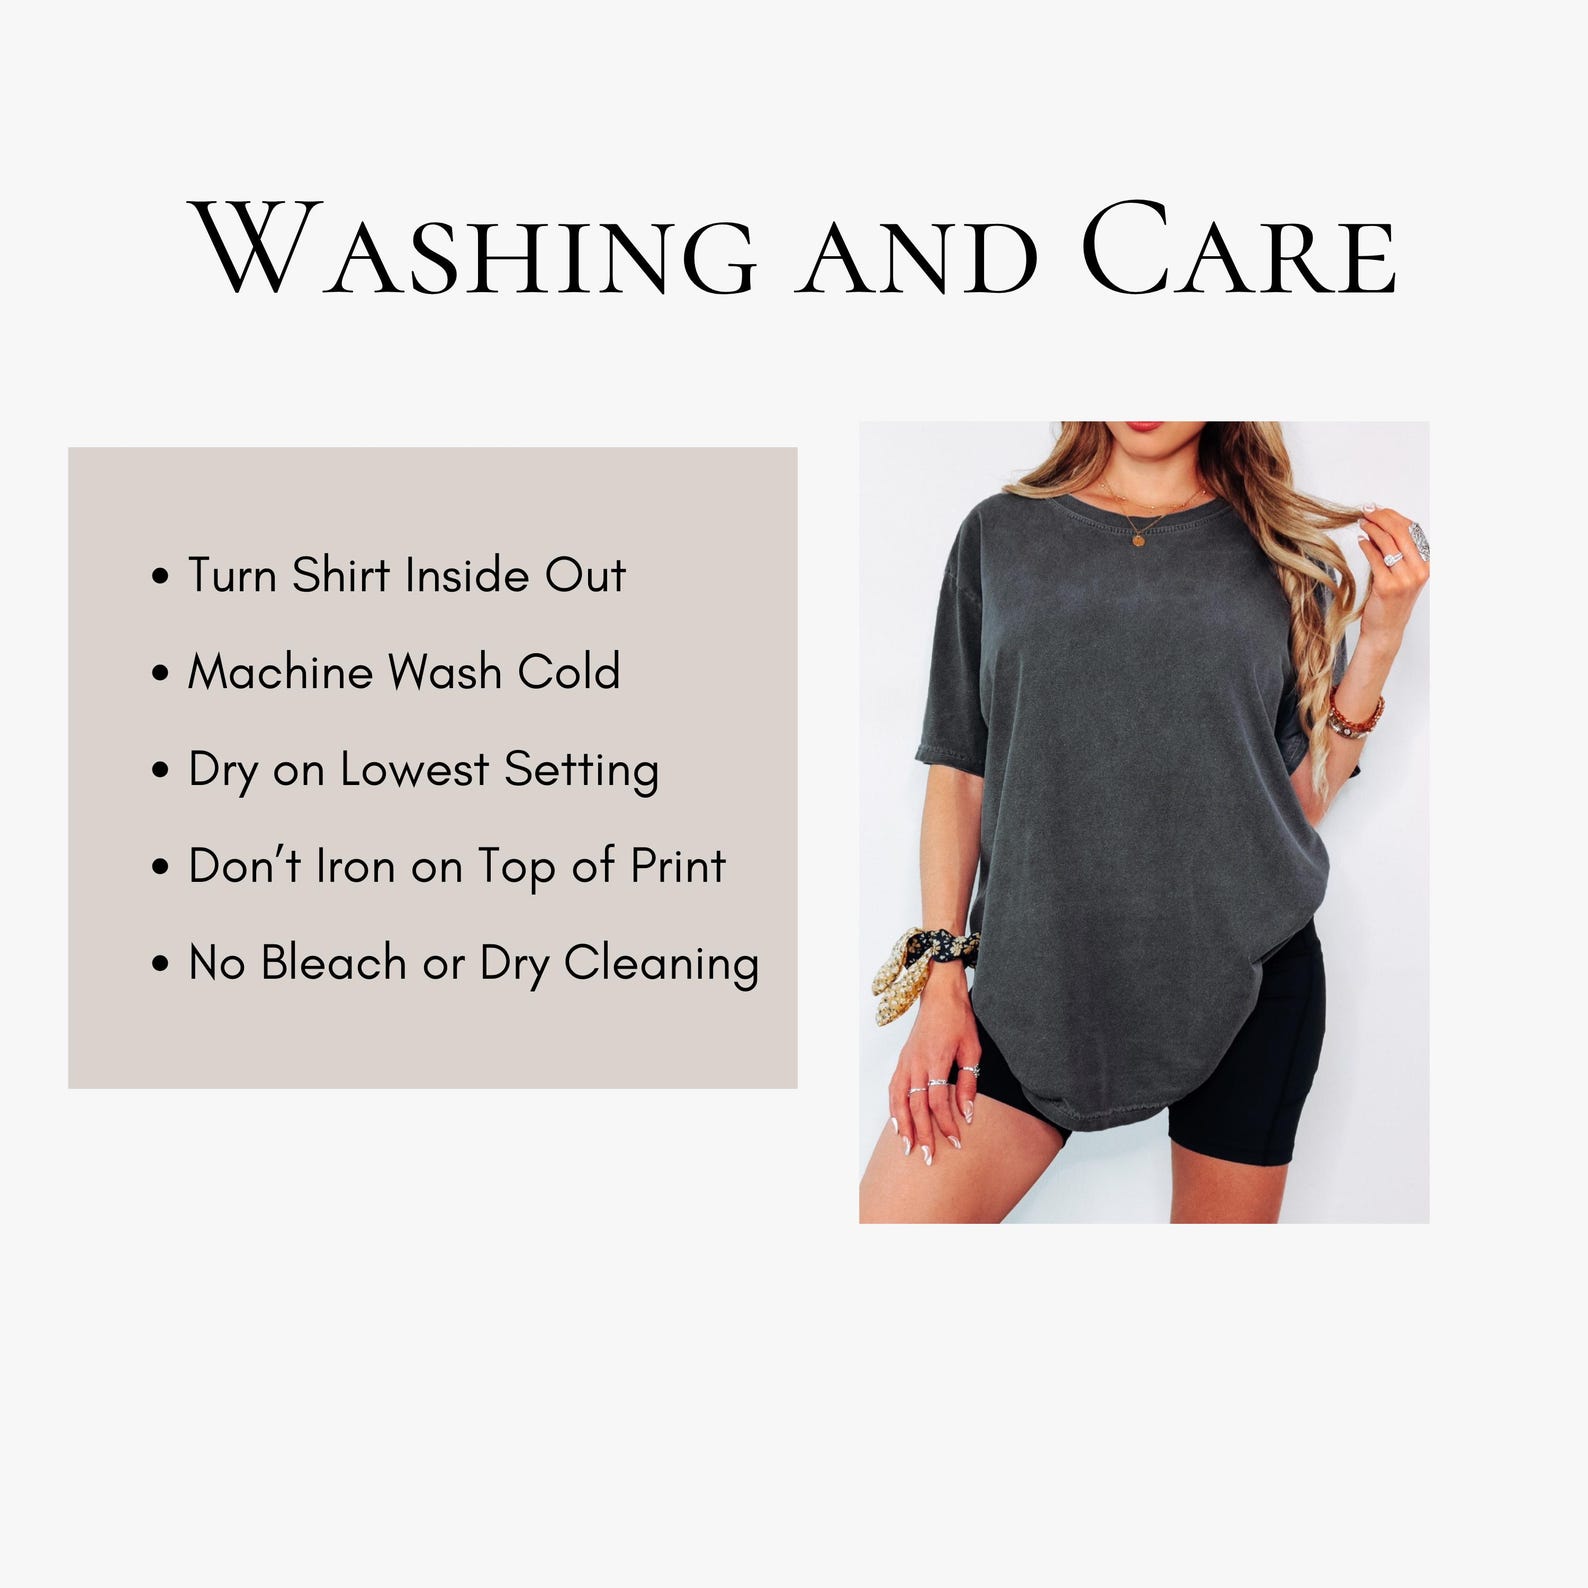 Washing and Care
• Turn Shirt Inside Out
• Machine Wash Cold
• Dry on Lowest Setting
• Don’t Iron on Top of Print
• No Bleach or Dry Cleaning